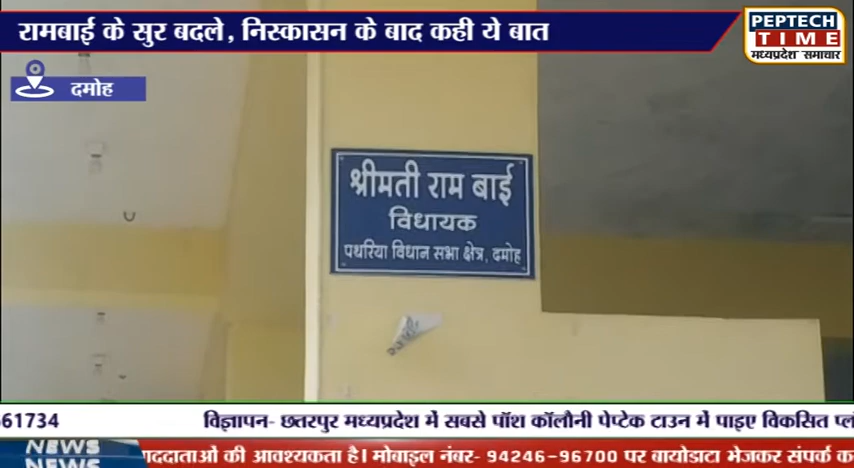 रामबाई के सुर बदले, निस्कासन के बाद कही ये बात
PEPTECH
TIME
मध्यप्रदेश समाचार
दमोह
श्रीमती राम बाई
विधायक
पथरिया विधान सभा क्षेत्र, दमोह
61734 विज्ञापन- छतरपुर मध्यप्रदेश में सबसे पॉश कॉलौनी पेप्टेक टाउन में पाइए विकसित
NEWS
NEWS
की आवश्यकता है। मोबाइल नंबर- 94246-96700 पर बायोडाटा भेजकर संपर्क